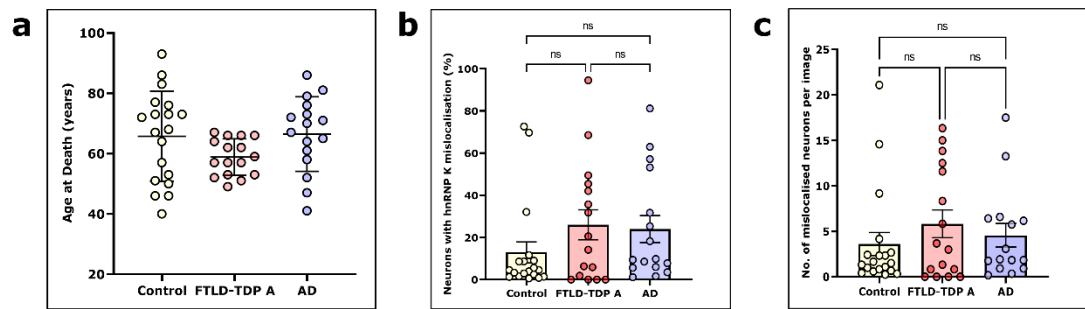 a
Age at Death (years)
100
80
60
40
20
Control
FTLD-TDP A
AD
b
Neurons with hnRNP K mislocalisation (%)
100
80
60
40
20
0
ns
ns
ns
Control
FTLD-TDP A
AD
c
No. of mislocalised neurons per image
25
20
15
10
5
0
ns
ns
ns
Control
FTLD-TDP A
AD